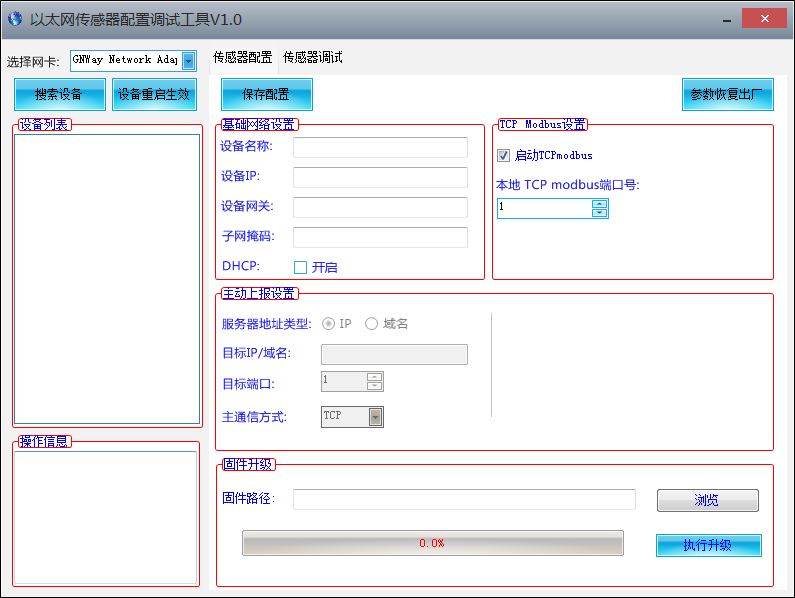 以太网传感器配置调试工具V1.0
选择网卡: GNWay Network Adap
传感器配置 传感器调试
搜索设备 设备重启生效 保存配置 参数恢复出厂
设备列表
基础网络设置
设备名称:
设备IP:
设备网关:
子网掩码:
DHCP: 开启
TCP Modbus设置
启动TCPmodbus
本地 TCP modbus端口号:
1
主动上报设置
服务器地址类型: IP 域名
目标IP/域名:
目标端口: 1
主通信方式: TCP
操作信息
固件升级
固件路径: 浏览
0.0% 执行升级